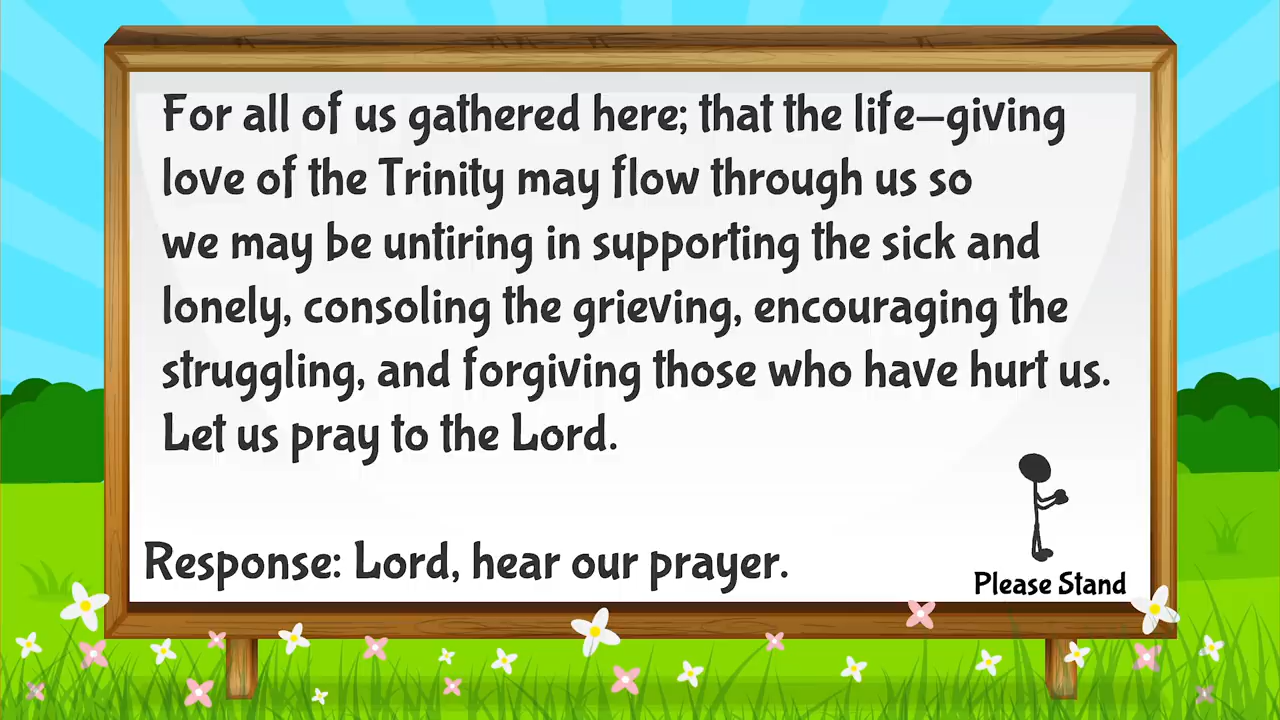 For all of us gathered here; that the life—giving
love of the Trinity may flow through us so
we may be untiring in supporting the sick and
lonely, consoling the grieving, encouraging the
struggling, and forgiving those who have hurt us.
Let us pray to the Lord.
Response: Lord, hear our prayer.
Please Stand